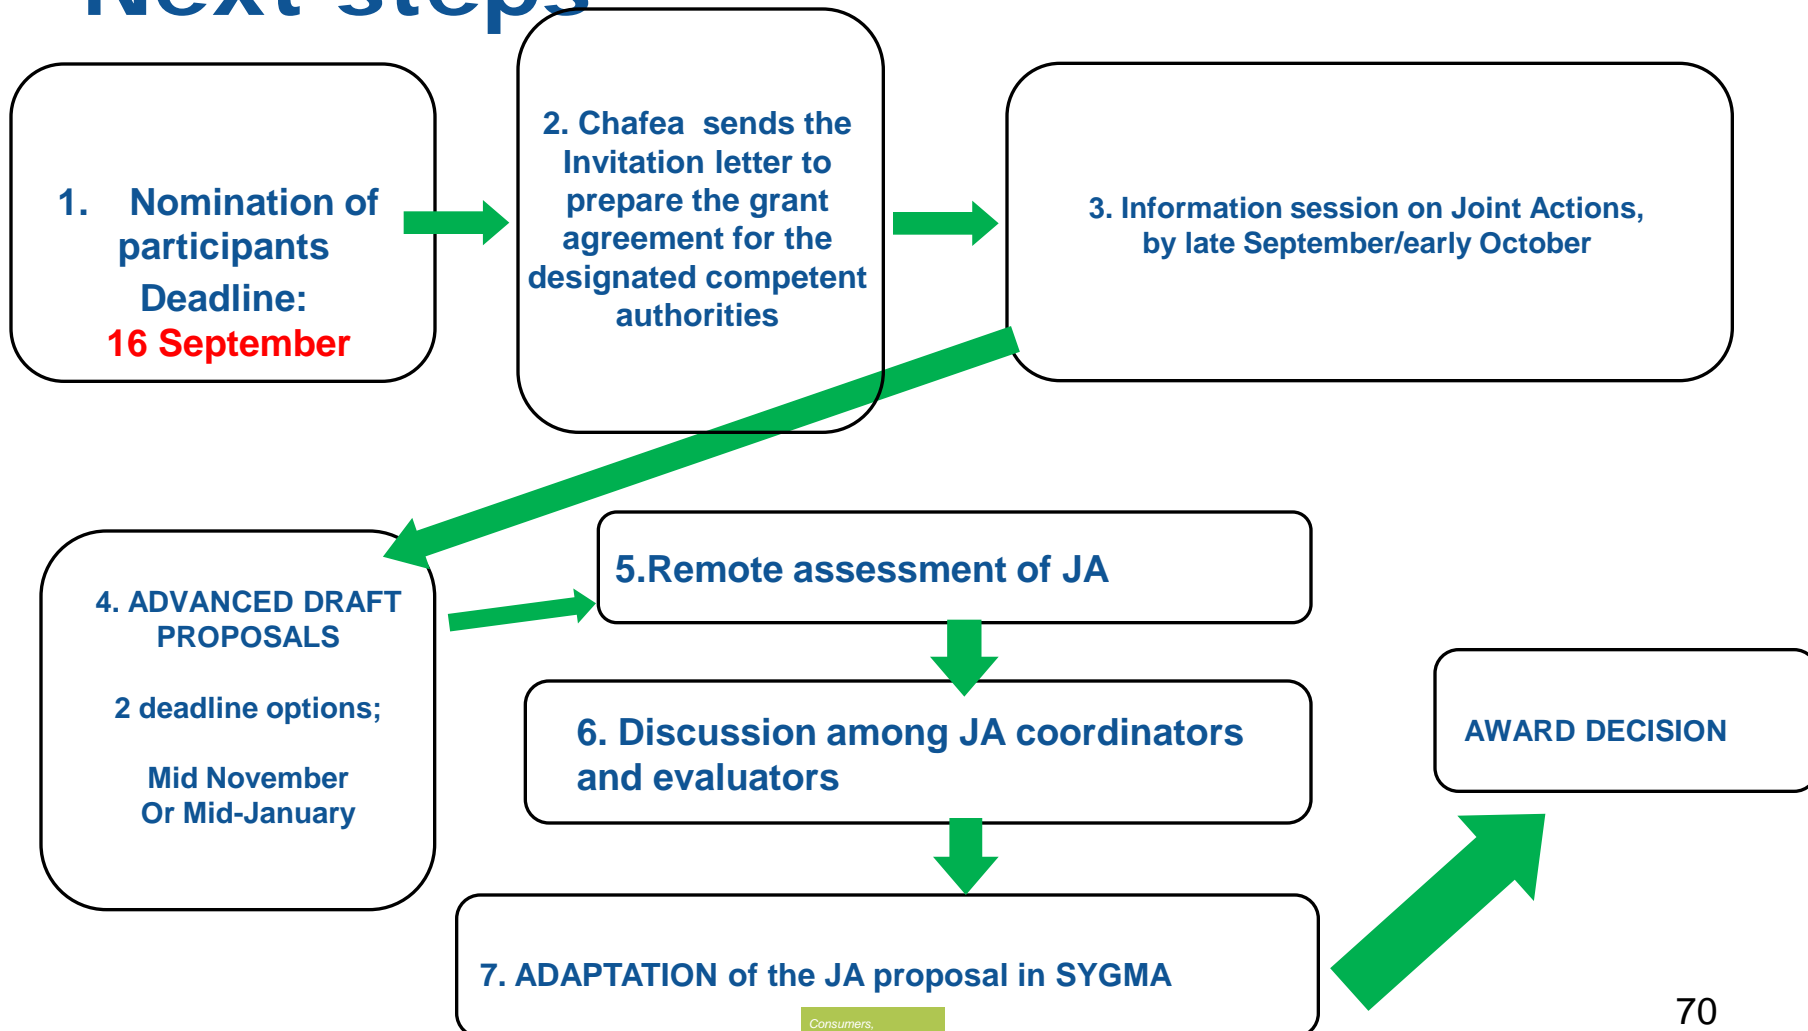 Next steps
1. Nomination of
participants
Deadline:
16 September
2. Chafea sends the
Invitation letter to
prepare the grant
agreement for the
designated competent
authorities
3. Information session on Joint Actions,
by late September/early October
4. ADVANCED DRAFT
PROPOSALS
2 deadline options;
Mid November
Or Mid-January
5.Remote assessment of JA
6. Discussion among JA coordinators
and evaluators
7. ADAPTATION of the JA proposal in SYGMA
AWARD DECISION
Consumers,
70